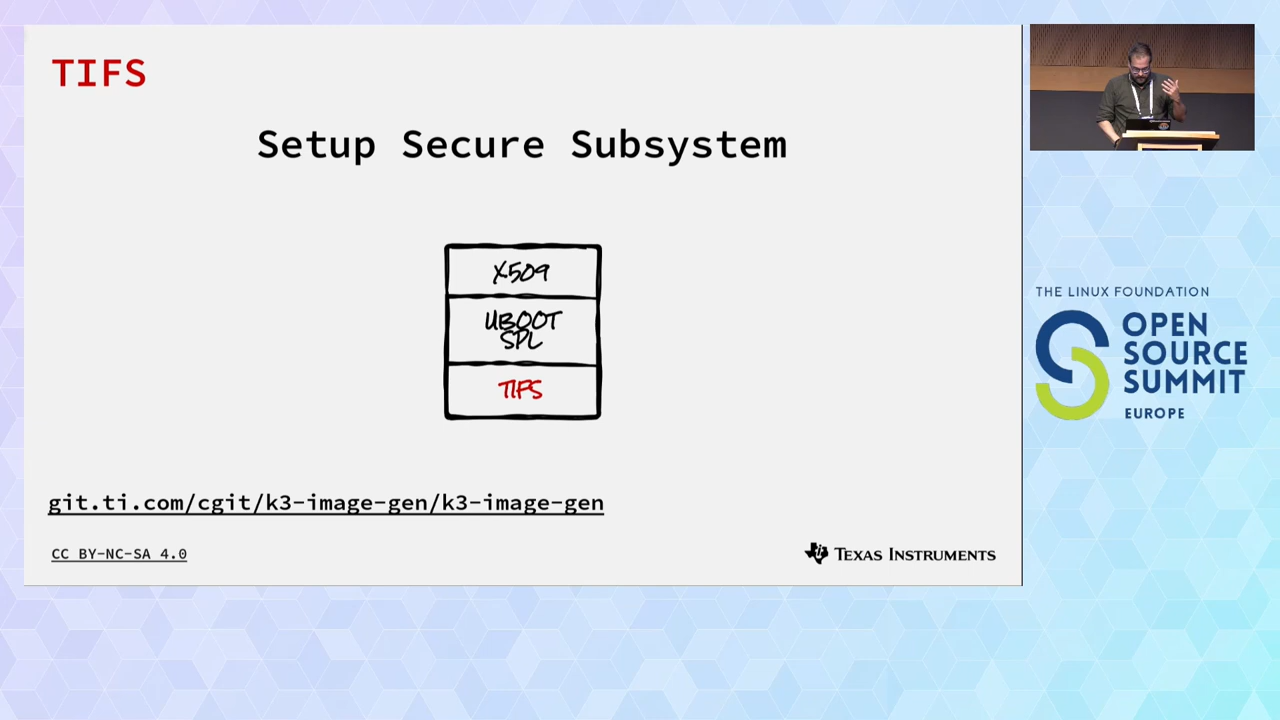 TIFS
Setup Secure Subsystem
X509
UBOOT
SPL
TIFS
git.ti.com/cgit/k3-image-gen/k3-image-gen
CC BY-NC-SA 4.0
TEXAS INSTRUMENTS
THE LINUX FOUNDATION
OPEN
SOURCE
SUMMIT
EUROPE